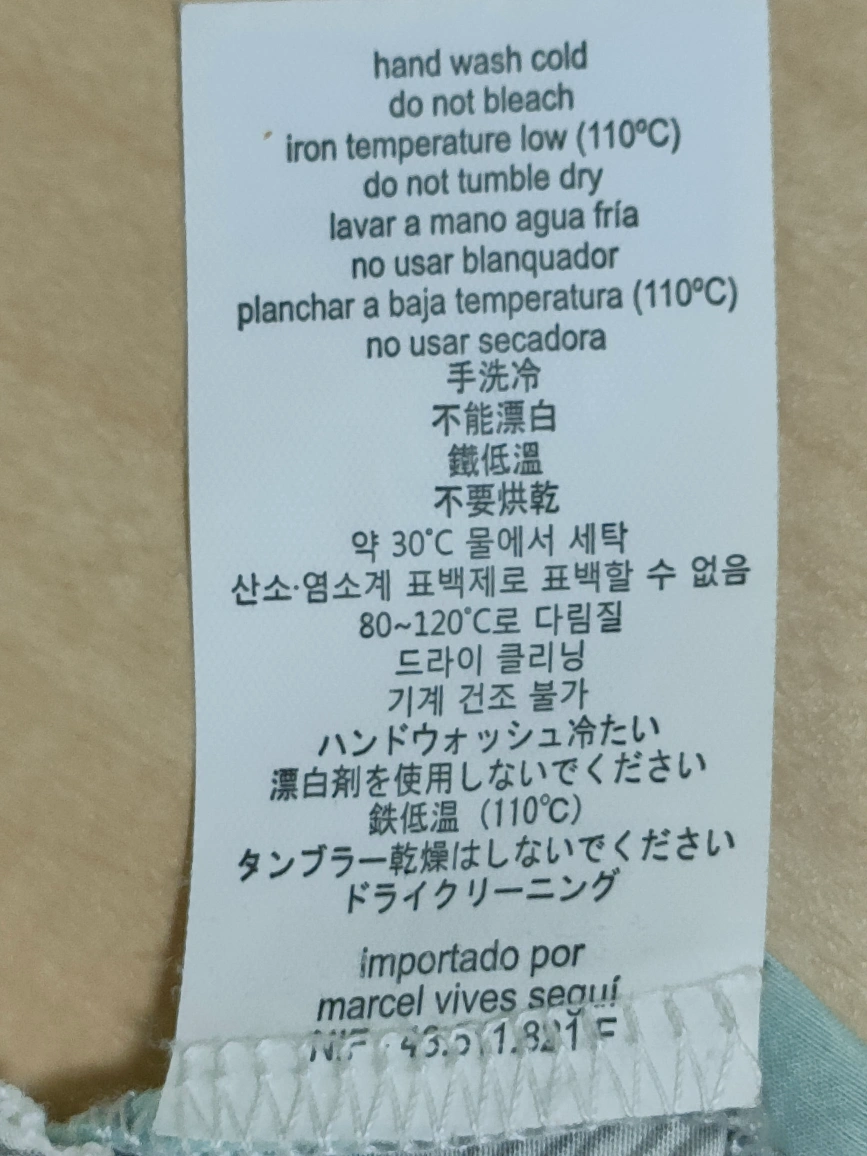 hand wash cold
do not bleach
iron temperature low (110ºC)
do not tumble dry
lavar a mano agua fría
no usar blanquador
planchar a baja temperatura (110ºC)
no usar secadora
手洗冷
不能漂白
鐵低溫
不要烘乾
약 30˚C 물에서 세탁
산소·염소계 표백제로 표백할 수 없음
80~120˚C로 다림질
드라이 클리닝
기계 건조 불가
ハンドウォッシュ冷たい
漂白剤を使用しないでください
鉄低温（110℃）
タンブラー乾燥はしないでください
ドライクリーニング
importado por
marcel vives seguí